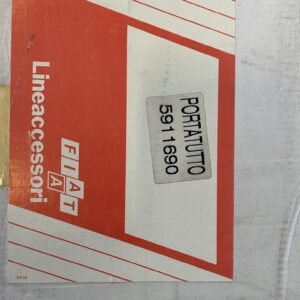 PORTATUTTO
5911690
FIAT
Lineaccessori